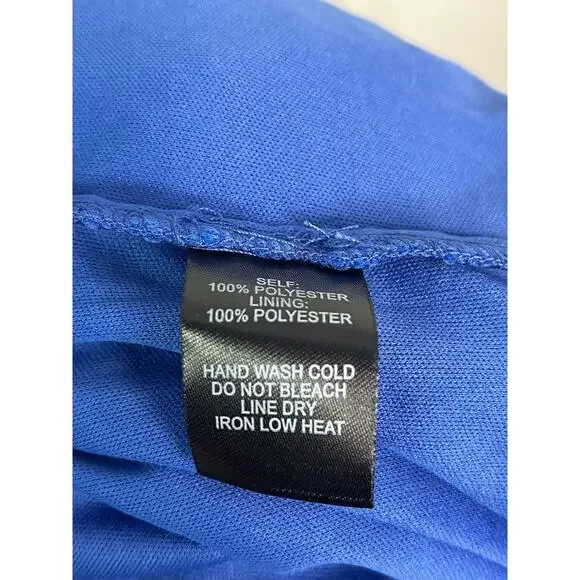 SELF:
100% POLYESTER
LINING:
100% POLYESTER
HAND WASH COLD
DO NOT BLEACH
LINE DRY
IRON LOW HEAT